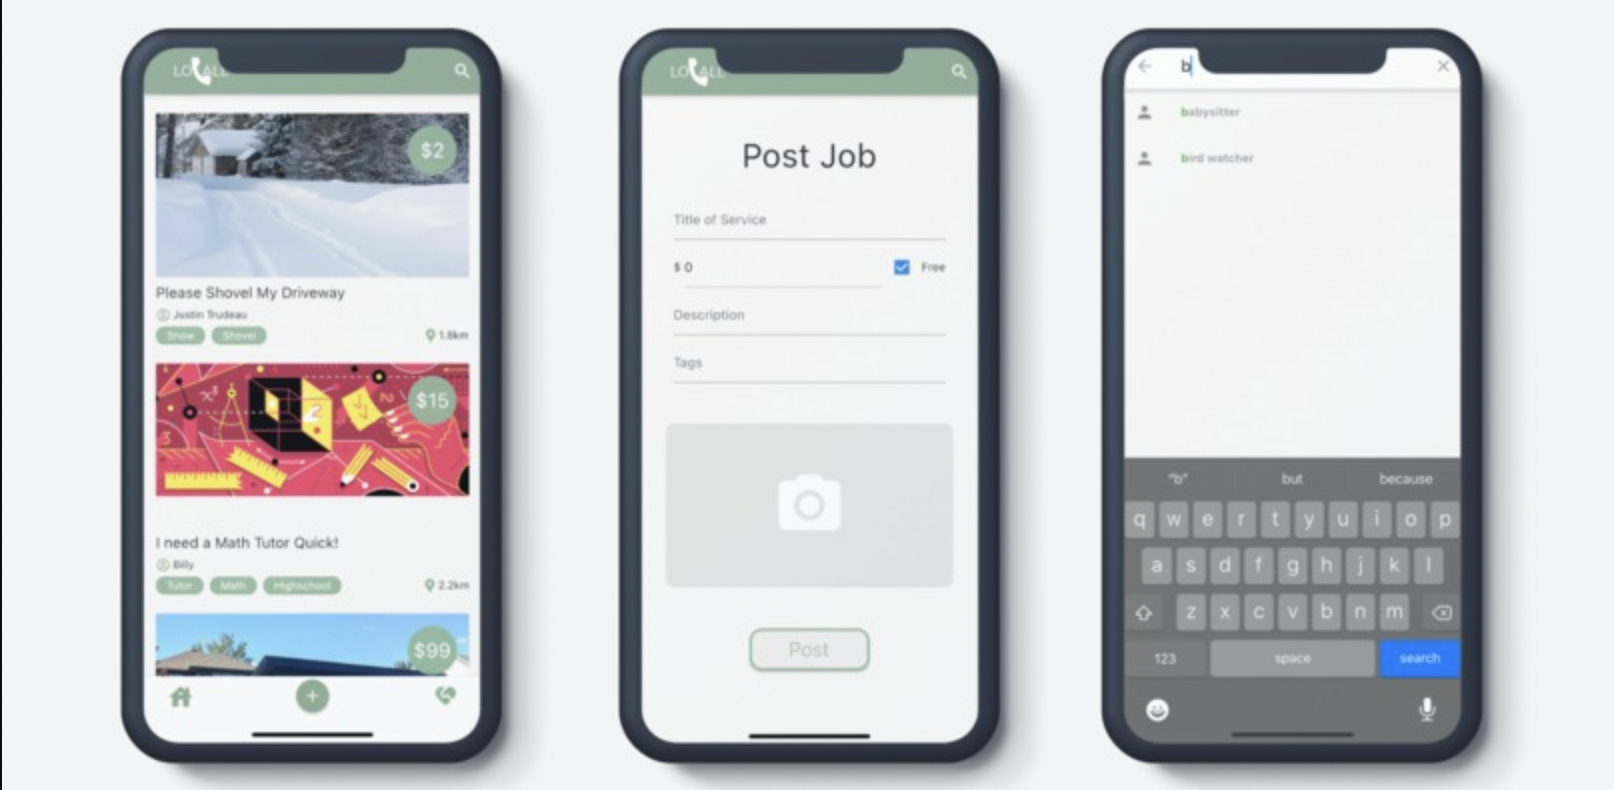 LOCALL
$2
Please Shovel My Driveway
Justin Trudeau
Snow Shovel 1.8km
x³
3
$15
I need a Math Tutor Quick!
Billy
Tutor Math Highschool 2.2km
$99
+
LOCALL
Post Job
Title of Service
$ 0 Free
Description
Tags
Post
b
babysitter
bird watcher
"b" but because
q w e r t y u i o p
a s d f g h j k l
z x c v b n m
123 space search